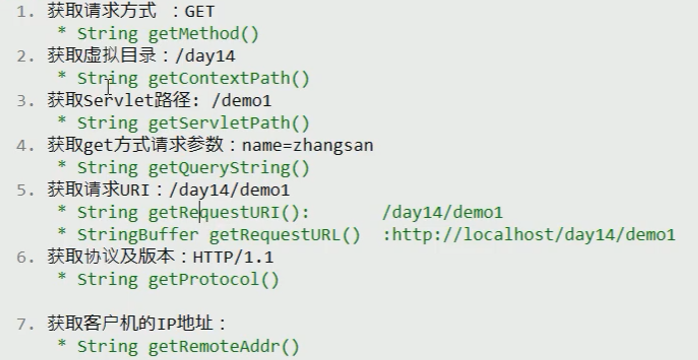 1. 获取请求方式 ：GET
* String getMethod()
2. 获取虚拟目录：/day14
* String getContextPath()
3. 获取Servlet路径: /demo1
* String getServletPath()
4. 获取get方式请求参数：name=zhangsan
* String getQueryString()
5. 获取请求URI：/day14/demo1
* String getRequestURI(): /day14/demo1
* StringBuffer getRequestURL() :http://localhost/day14/demo1
6. 获取协议及版本：HTTP/1.1
* String getProtocol()
7. 获取客户机的IP地址：
* String getRemoteAddr()